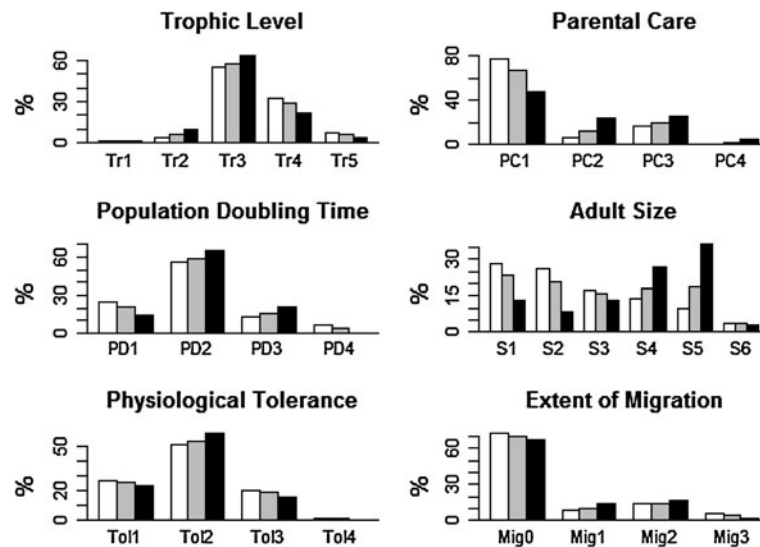 Trophic Level
%
0
30
60
Tr1 Tr2 Tr3 Tr4 Tr5
Parental Care
%
0
40
80
PC1 PC2 PC3 PC4
Population Doubling Time
%
0
30
60
PD1 PD2 PD3 PD4
Adult Size
%
0
15
30
S1 S2 S3 S4 S5 S6
Physiological Tolerance
%
0
20
50
Tol1 Tol2 Tol3 Tol4
Extent of Migration
%
0
30
60
Mig0 Mig1 Mig2 Mig3